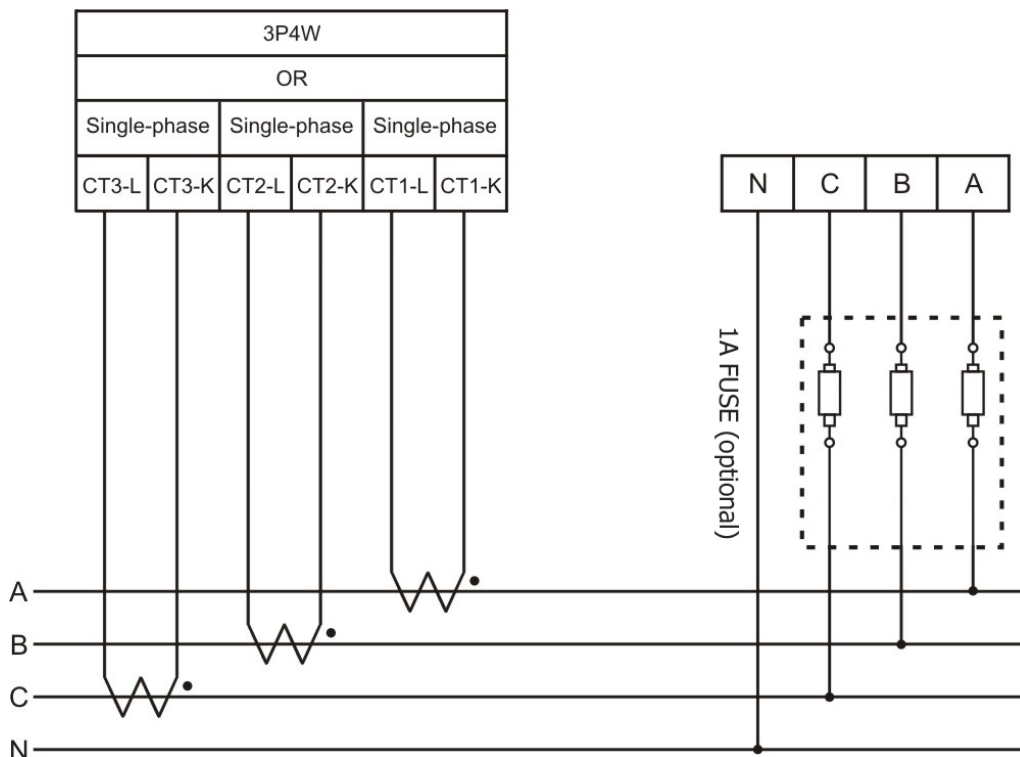 3P4W
OR
Single-phase Single-phase Single-phase
CT3-L CT3-K CT2-L CT2-K CT1-L CT1-K
N C B A
1A FUSE (optional)
A
B
C
N